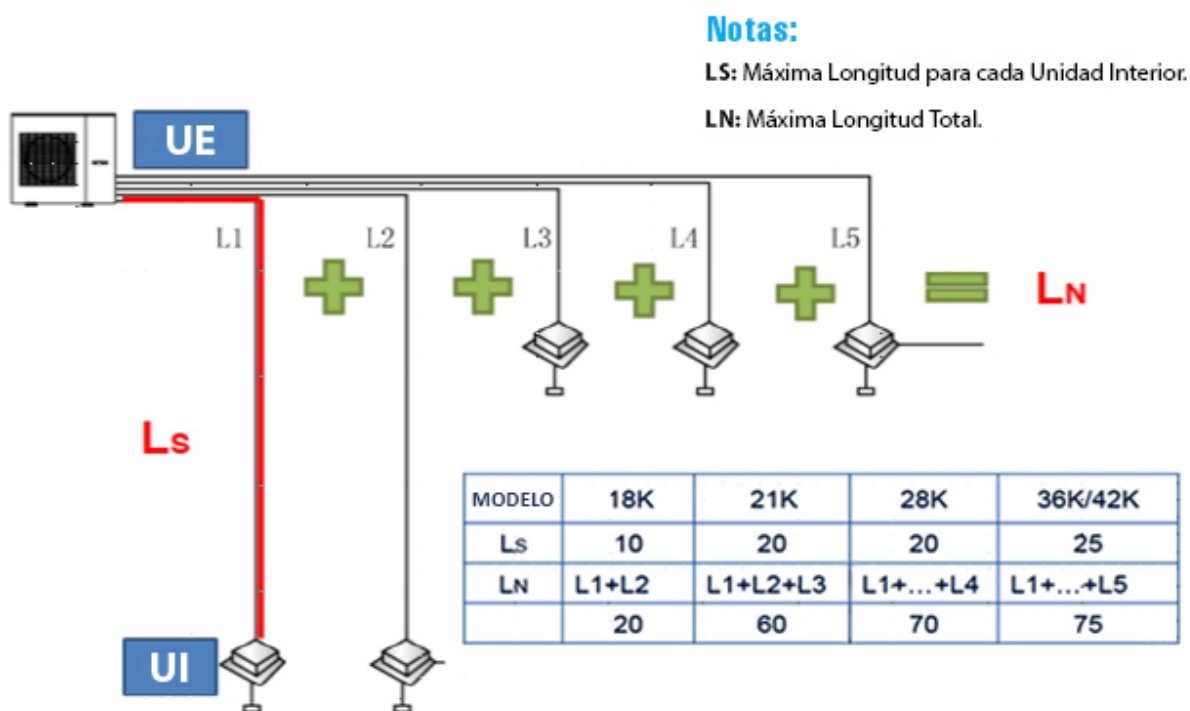 Notas:
LS: Máxima Longitud para cada Unidad Interior.
LN: Máxima Longitud Total.
UE
L1
L2
L3
L4
L5
LN
Ls
MODELO 18K 21K 28K 36K/42K
Ls 10 20 20 25
LN L1+L2 L1+L2+L3 L1+...+L4 L1+...+L5
20 60 70 75
UI